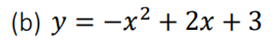 (b) y = −x² + 2x + 3